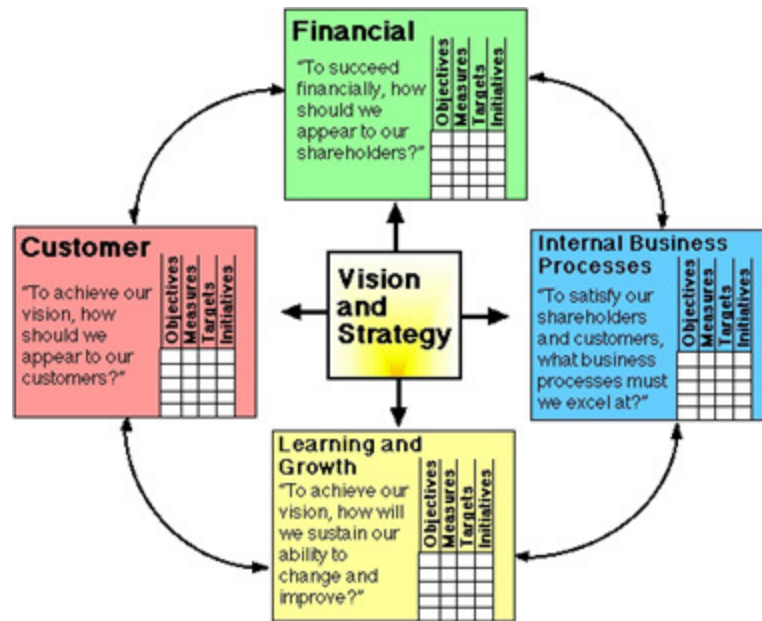 Financial
"To succeed
financially, how
should we
appear to our
shareholders?"
Objectives
Measures
Targets
Initiatives
Customer
"To achieve our
vision, how
should we
appear to our
customers?"
Objectives
Measures
Targets
Initiatives
Vision
and
Strategy
Internal Business
Processes
"To satisfy our
shareholders
and customers,
what business
processes must
we excel at?"
Objectives
Measures
Targets
Initiatives
Learning and
Growth
"To achieve our
vision, how will
we sustain our
ability to
change and
improve?"
Objectives
Measures
Targets
Initiatives